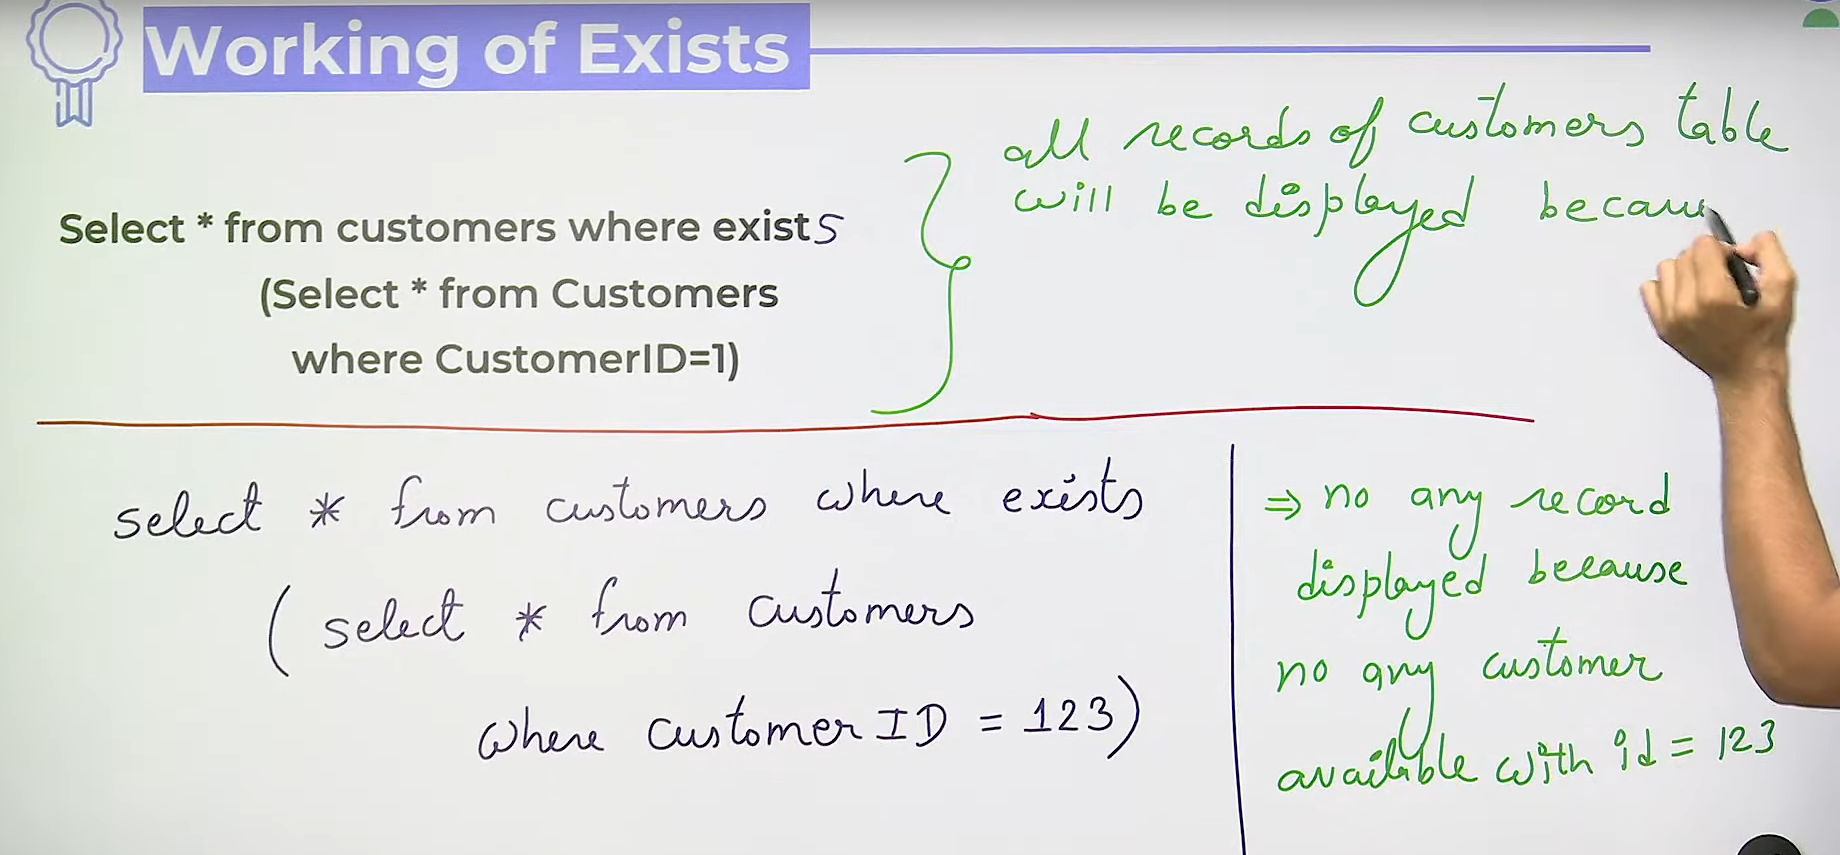 Working of Exists
Select * from customers where exists
(Select * from Customers
where CustomerID=1)
all records of customers table
will be displayed becaus
select * from customers where exists
( select * from customers
where customer ID = 123)
⇒ no any record
displayed because
no any customer
available with id = 123